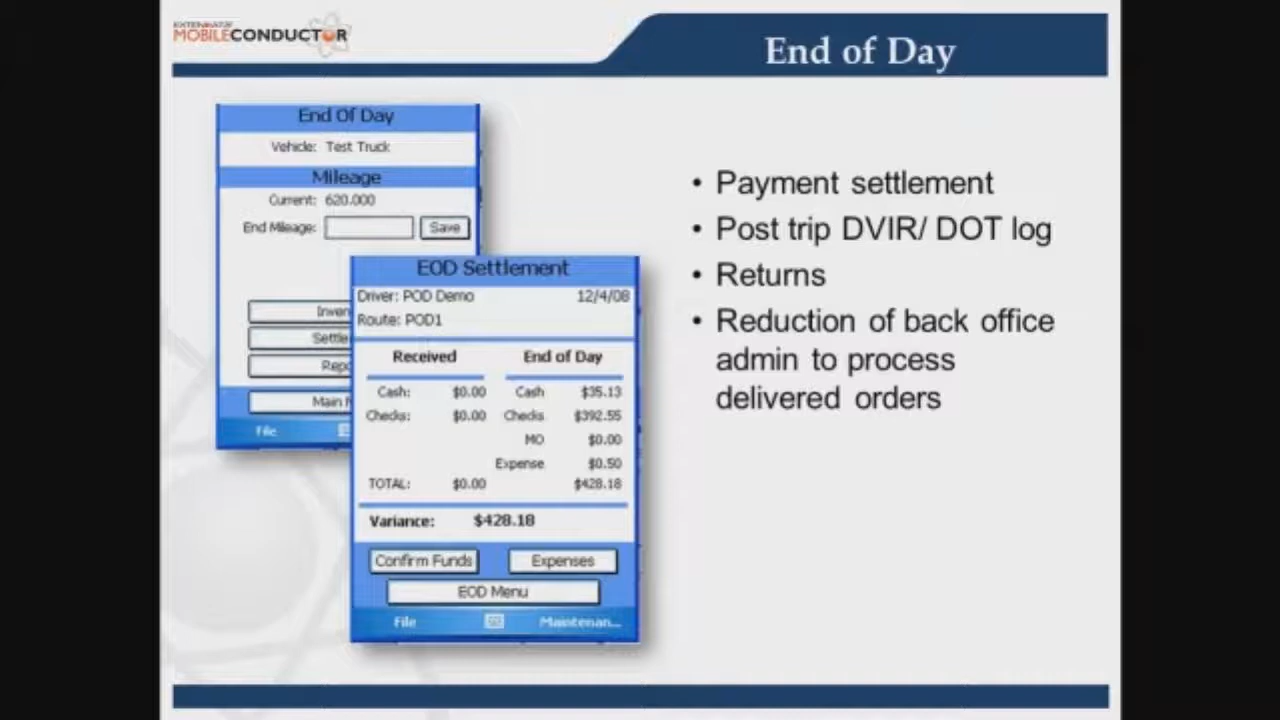 MOBILECONDUCTOR
End of Day
End Of Day
Vehicle: Test Truck
Mileage
Current: 620.000
End Mileage:
Save
File
EOD Settlement
Driver: POD Demo 12/4/08
Route: POD1
Received End of Day
Cash: $0.00 Cash $35.13
Checks: $0.00 Checks $392.55
MO $0.00
Expense $0.50
TOTAL: $0.00 $428.18
Variance: $428.18
Confirm Funds Expenses
EOD Menu
File Maintenan...
• Payment settlement
• Post trip DVIR/ DOT log
• Returns
• Reduction of back office
admin to process
delivered orders